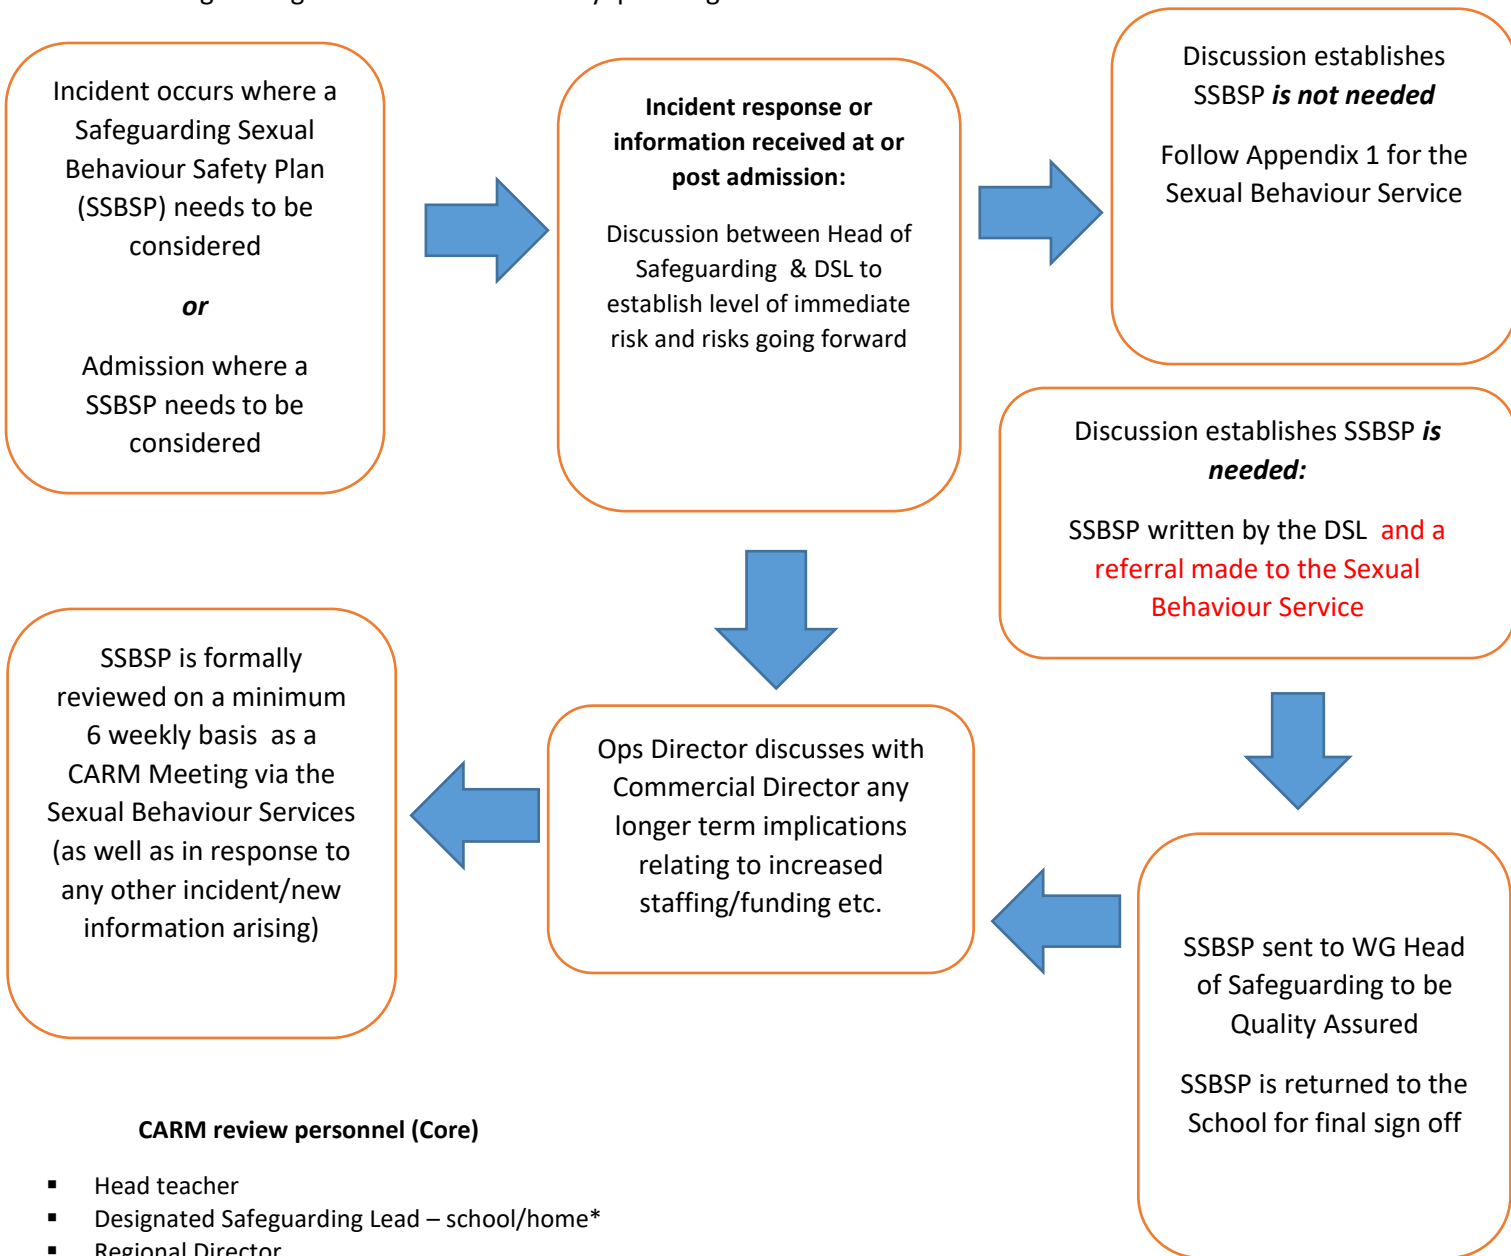 Incident occurs where a
Safeguarding Sexual
Behaviour Safety Plan
(SSBSP) needs to be
considered
or
Admission where a
SSBSP needs to be
considered
Incident response or
information received at or
post admission:
Discussion between Head of
Safeguarding & DSL to
establish level of immediate
risk and risks going forward
Discussion establishes
SSBSP is not needed
Follow Appendix 1 for the
Sexual Behaviour Service
Discussion establishes SSBSP is
needed:
SSBSP written by the DSL and a
referral made to the Sexual
Behaviour Service
SSBSP sent to WG Head
of Safeguarding to be
Quality Assured
SSBSP is returned to the
School for final sign off
Ops Director discusses with
Commercial Director any
longer term implications
relating to increased
staffing/funding etc.
SSBSP is formally
reviewed on a minimum
6 weekly basis as a
CARM Meeting via the
Sexual Behaviour Services
(as well as in response to
any other incident/new
information arising)
CARM review personnel (Core)
▪ Head teacher
▪ Designated Safeguarding Lead – school/home*
▪ Regional Director